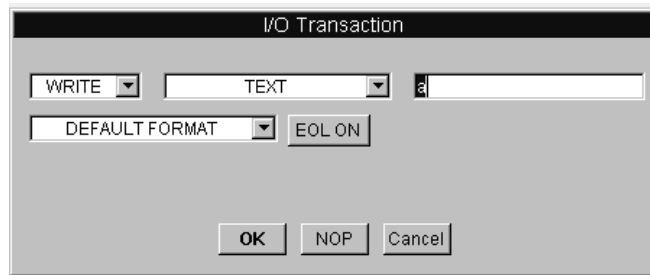 I/O Transaction
WRITE TEXT a
DEFAULT FORMAT EOL ON
OK NOP Cancel